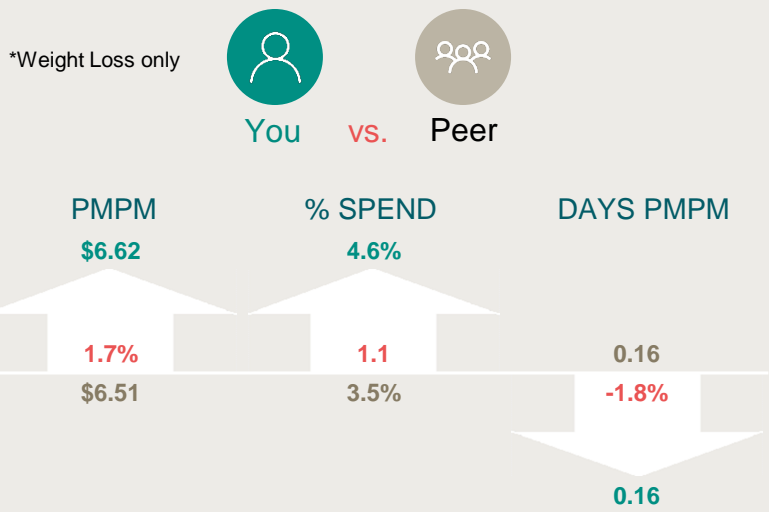 *Weight Loss only
You vs. Peer
PMPM % SPEND DAYS PMPM
$6.62 4.6%
1.7% 1.1 0.16
$6.51 3.5% -1.8%
0.16